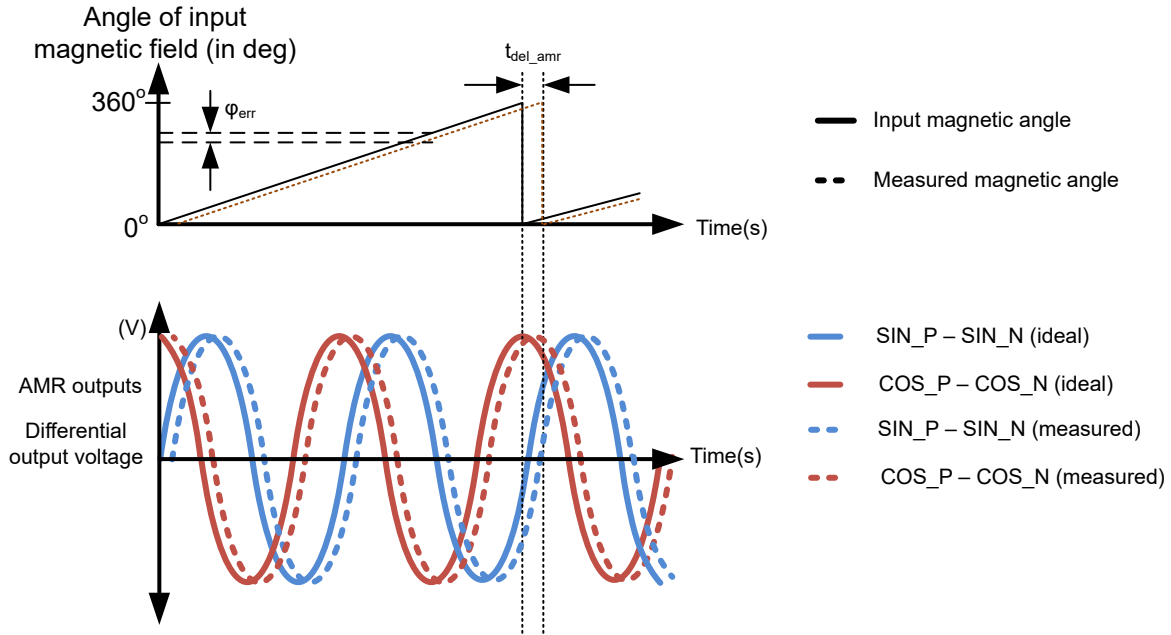 Angle of input
magnetic field (in deg)
t_del_amr
360°
φ_err
0°
Time(s)
Input magnetic angle
Measured magnetic angle
(V)
AMR outputs
Differential
output voltage
Time(s)
SIN_P – SIN_N (ideal)
COS_P – COS_N (ideal)
SIN_P – SIN_N (measured)
COS_P – COS_N (measured)